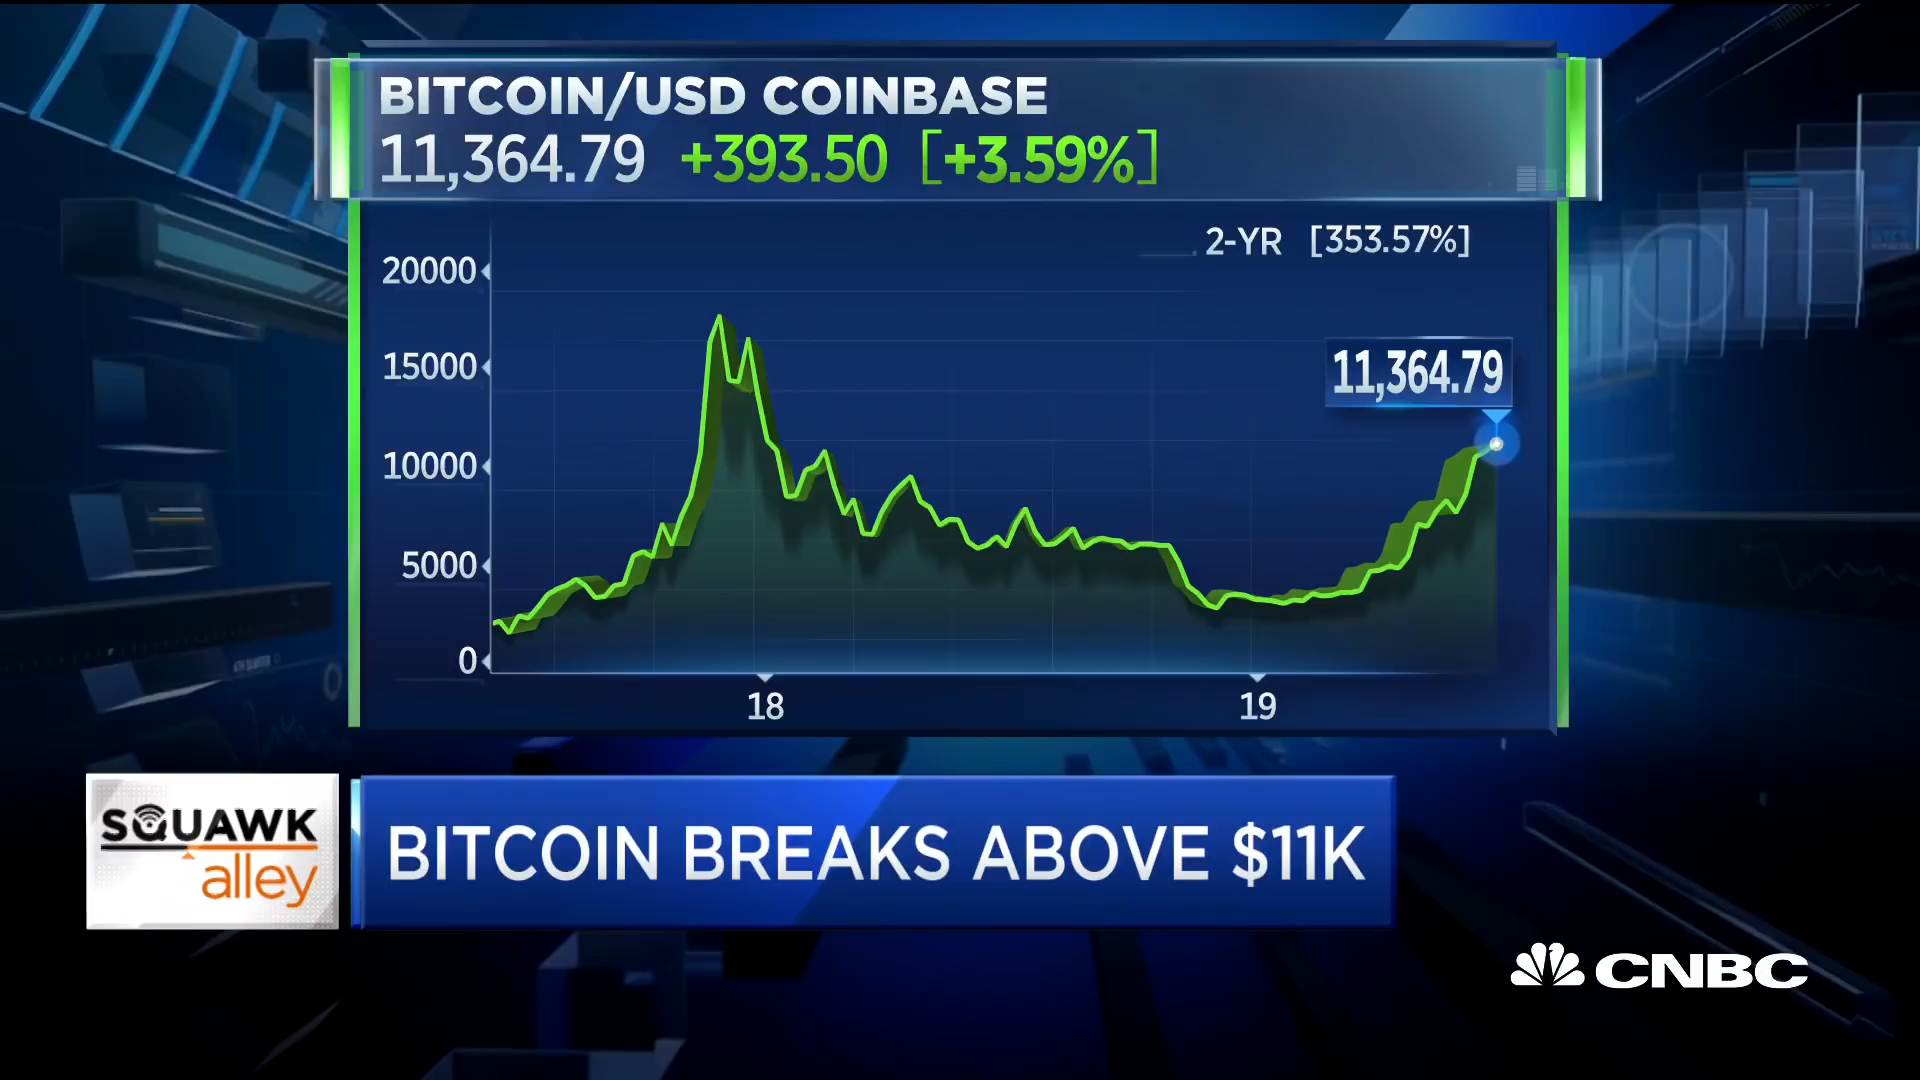 BITCOIN/USD COINBASE
11,364.79 +393.50 [+3.59%]
2-YR [353.57%]
20000
15000
10000
5000
0
11,364.79
18 19
SQUAWK
alley
BITCOIN BREAKS ABOVE $11K
CNBC